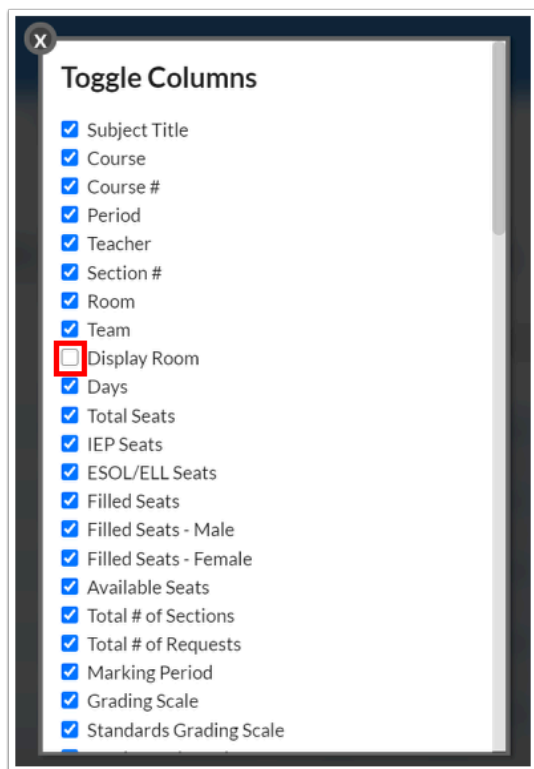 X
Toggle Columns
Subject Title
Course
Course #
Period
Teacher
Section #
Room
Team
Display Room
Days
Total Seats
IEP Seats
ESOL/ELL Seats
Filled Seats
Filled Seats - Male
Filled Seats - Female
Available Seats
Total # of Sections
Total # of Requests
Marking Period
Grading Scale
Standards Grading Scale